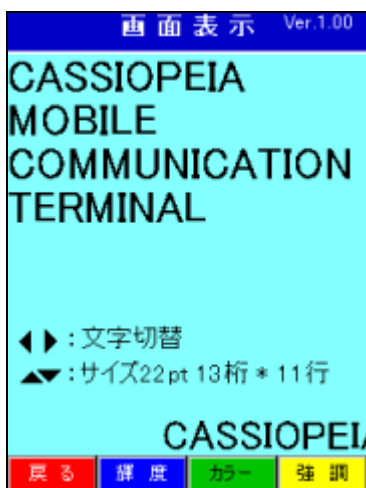 画面表示 Ver.1.00
CASSIOPEIA
MOBILE
COMMUNICATION
TERMINAL
◀▶:文字切替
▲▼:サイズ22pt 13桁*11行
CASSIOPEI
戻る 輝度 カラー 強調